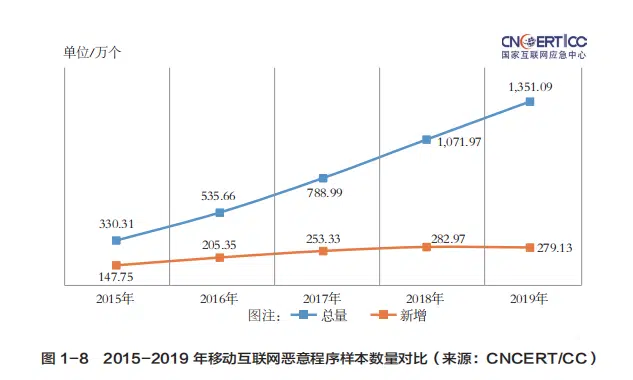 单位/万个
CNCERT/CC
国家互联网应急中心
1,351.09
1,071.97
788.99
535.66
330.31
147.75
205.35
253.33
282.97
279.13
2015年
2016年
2017年
2018年
2019年
图注:
总量
新增
图 1-8 2015-2019 年移动互联网恶意程序样本数量对比(来源:CNCERT/CC)